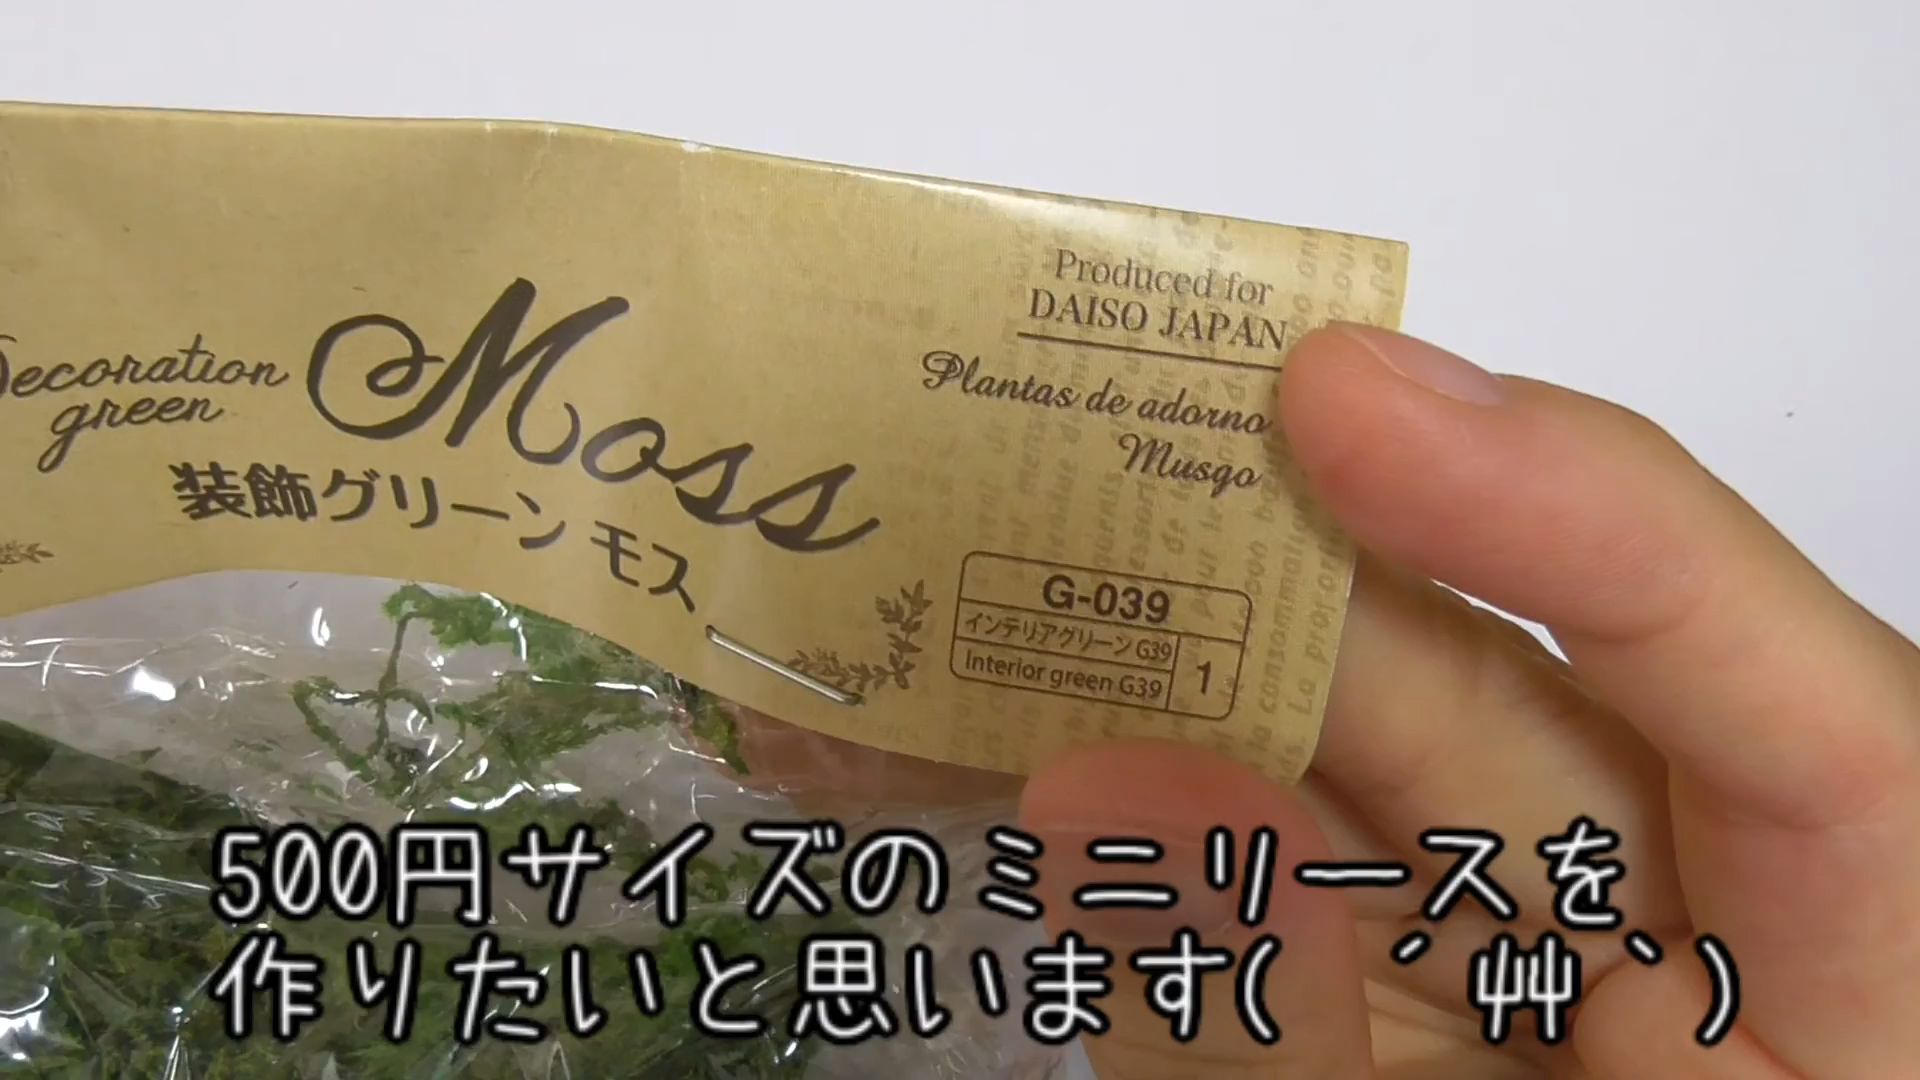 Decoration
green
Moss
装飾グリーン モス
Produced for
DAISO JAPAN
Plantas de adorno
Musgo
G-039
インテリアグリーン G39
Interior green G39
1
500円サイズのミニリースを
作りたいと思います( ´艸｀)